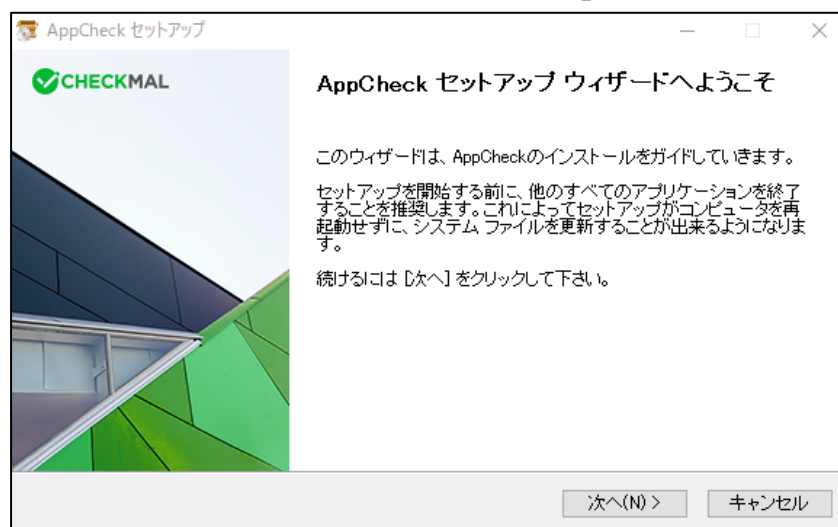 AppCheck セットアップ
CHECKMAL
AppCheck セットアップ ウィザードへようこそ
このウィザードは、AppCheckのインストールをガイドしていきます。
セットアップを開始する前に、他のすべてのアプリケーションを終了
することを推奨します。これによってセットアップがコンピュータを再
起動せずに、システム ファイルを更新することが出来るようになりま
す。
続けるには [次へ] をクリックして下さい。
次へ(N) >
キャンセル